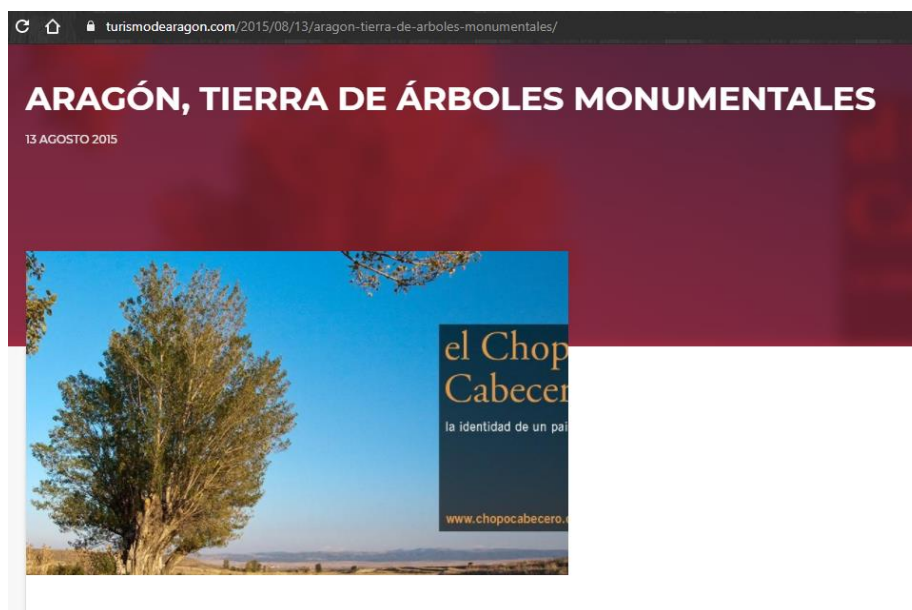 turismodearagon.com/2015/08/13/aragon-tierra-de-arboles-monumentales/
ARAGÓN, TIERRA DE ÁRBOLES MONUMENTALES
13 AGOSTO 2015
el Chop
Cabecer
la identidad de un pai
www.chopocabecero.